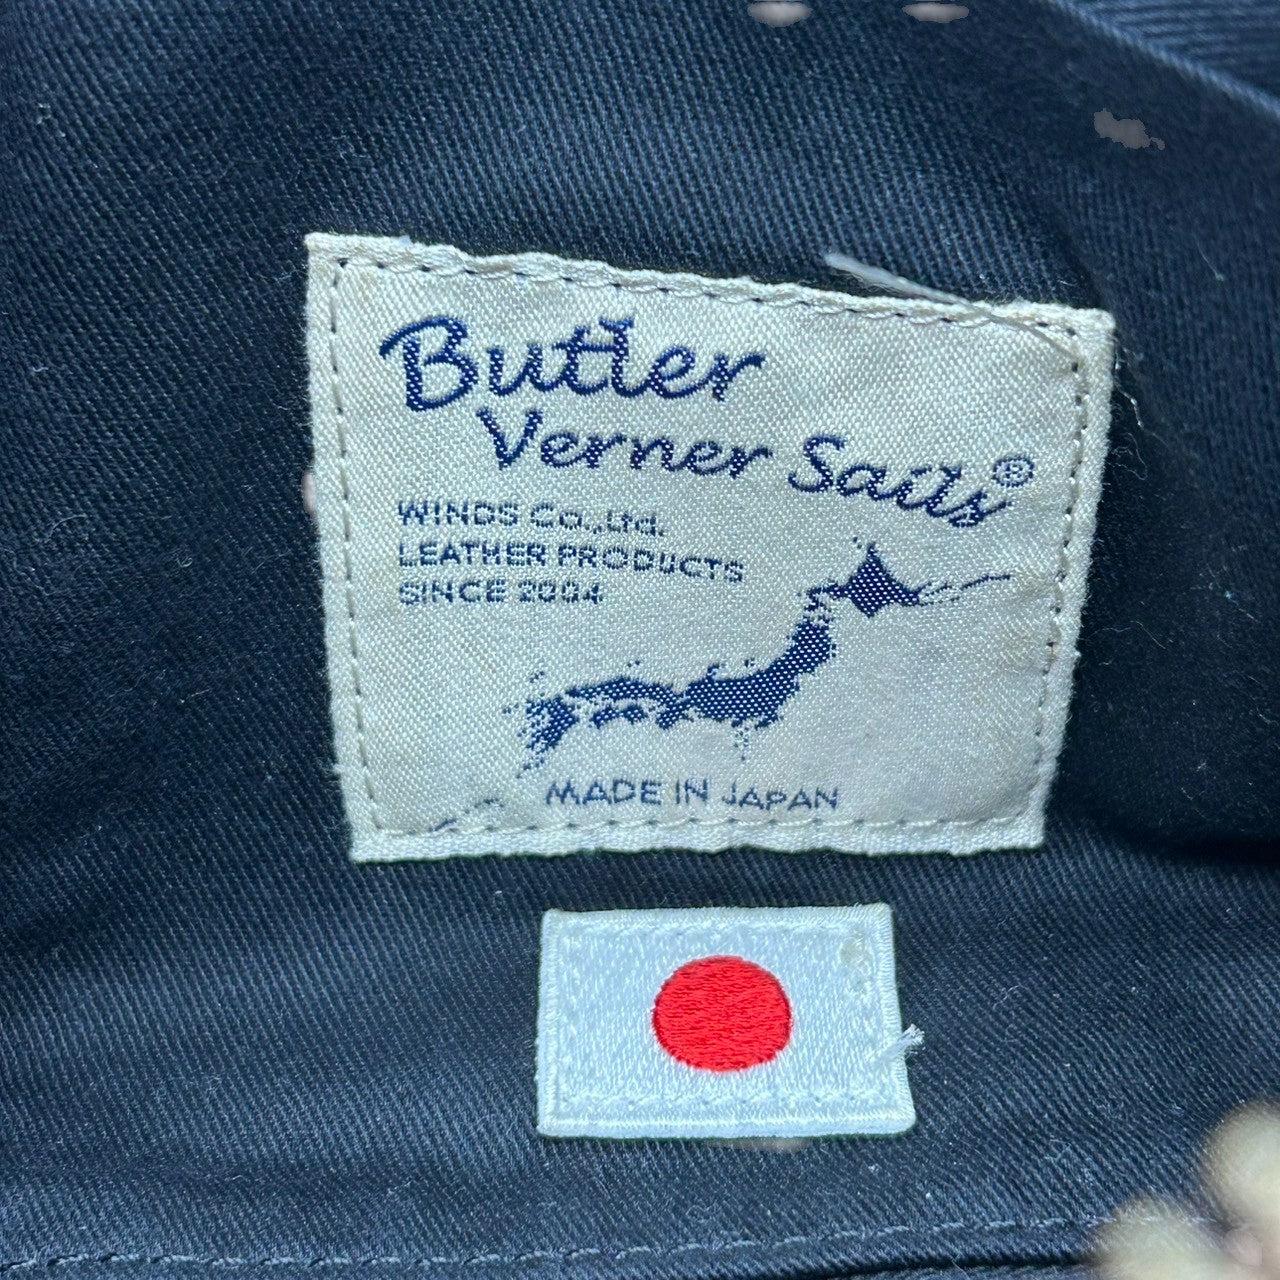 Butler
Verner Sails®
WINDS Co.,Ltd.
LEATHER PRODUCTS
SINCE 2004
MADE IN JAPAN